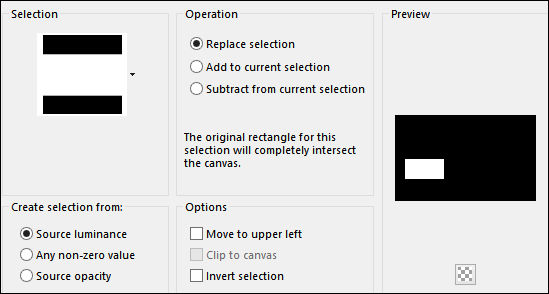 Selection
Operation
Preview
Replace selection
Add to current selection
Subtract from current selection
The original rectangle for this
selection will completely intersect
the canvas.
Create selection from:
Source luminance
Any non-zero value
Source opacity
Options
Move to upper left
Clip to canvas
Invert selection